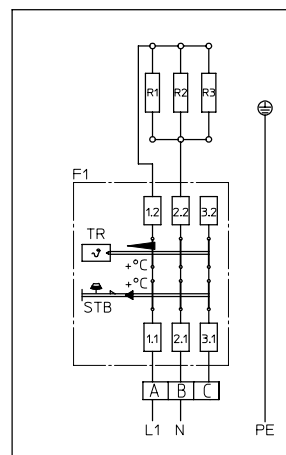 R1 R2 R3
F1
1.2 2.2 3.2
TR
+°C
+°C
STB
1.1 2.1 3.1
A B C
L1 N PE